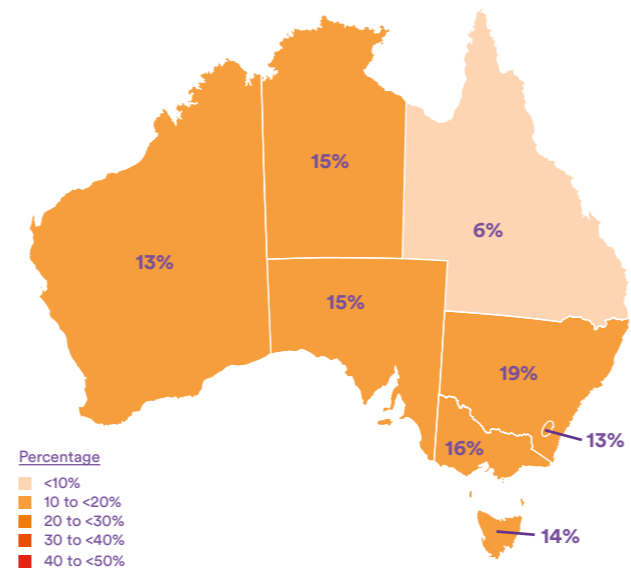 15%
6%
13%
15%
19%
13%
16%
14%
Percentage
<10%
10 to <20%
20 to <30%
30 to <40%
40 to <50%